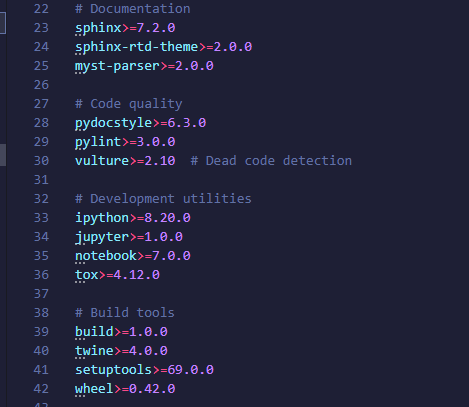 22 # Documentation
23 sphinx>=7.2.0
24 sphinx-rtd-theme>=2.0.0
25 myst-parser>=2.0.0
26
27 # Code quality
28 pydocstyle>=6.3.0
29 pylint>=3.0.0
30 vulture>=2.10  # Dead code detection
31
32 # Development utilities
33 ipython>=8.20.0
34 jupyter>=1.0.0
35 notebook>=7.0.0
36 tox>=4.12.0
37
38 # Build tools
39 build>=1.0.0
40 twine>=4.0.0
41 setuptools>=69.0.0
42 wheel>=0.42.0